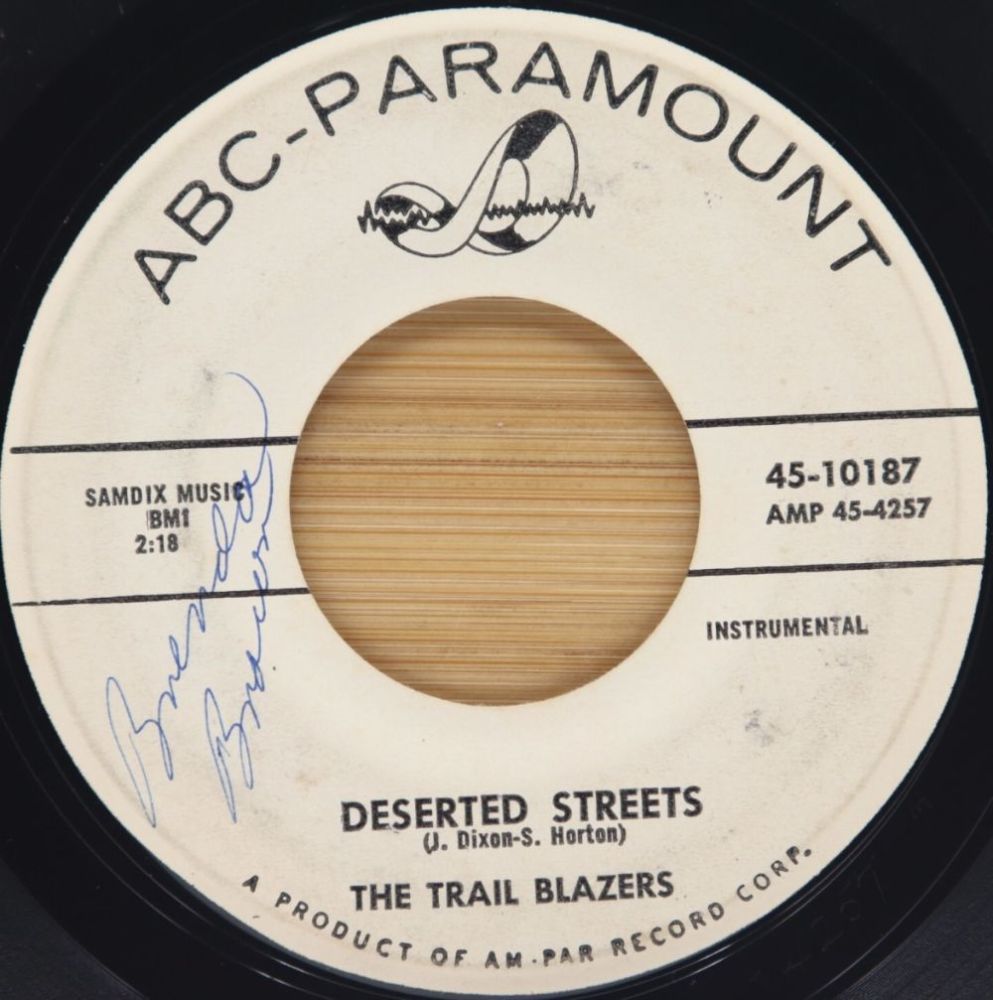 ABC-PARAMOUNT
SAMDIX MUSIC
BMI
2:18
45-10187
AMP 45-4257
INSTRUMENTAL
Brenda
DESERTED STREETS
(J. Dixon-S. Horton)
THE TRAIL BLAZERS
A PRODUCT OF AM-PAR RECORD CORP.